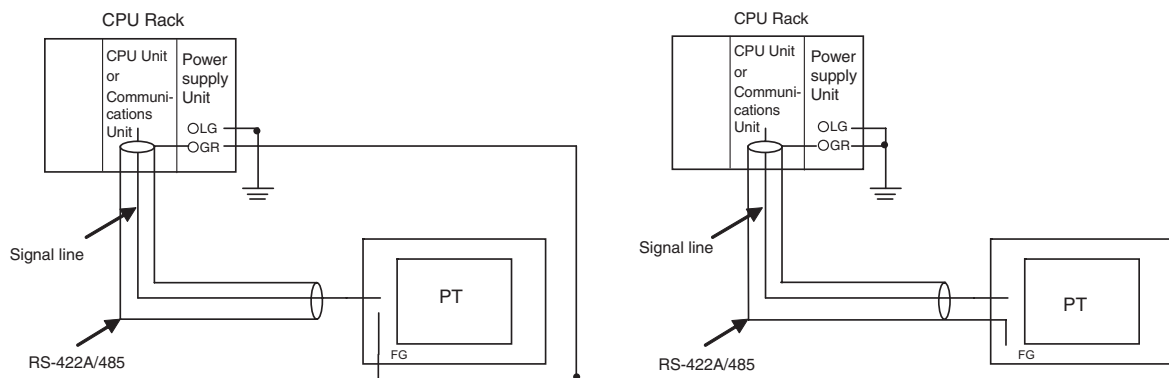 CPU Rack
CPU Unit
or
Communi-
cations
Unit
Power
supply
Unit
LG
GR
Signal line
PT
FG
RS-422A/485
CPU Rack
CPU Unit
or
Communi-
cations
Unit
Power
supply
Unit
LG
GR
Signal line
PT
FG
RS-422A/485